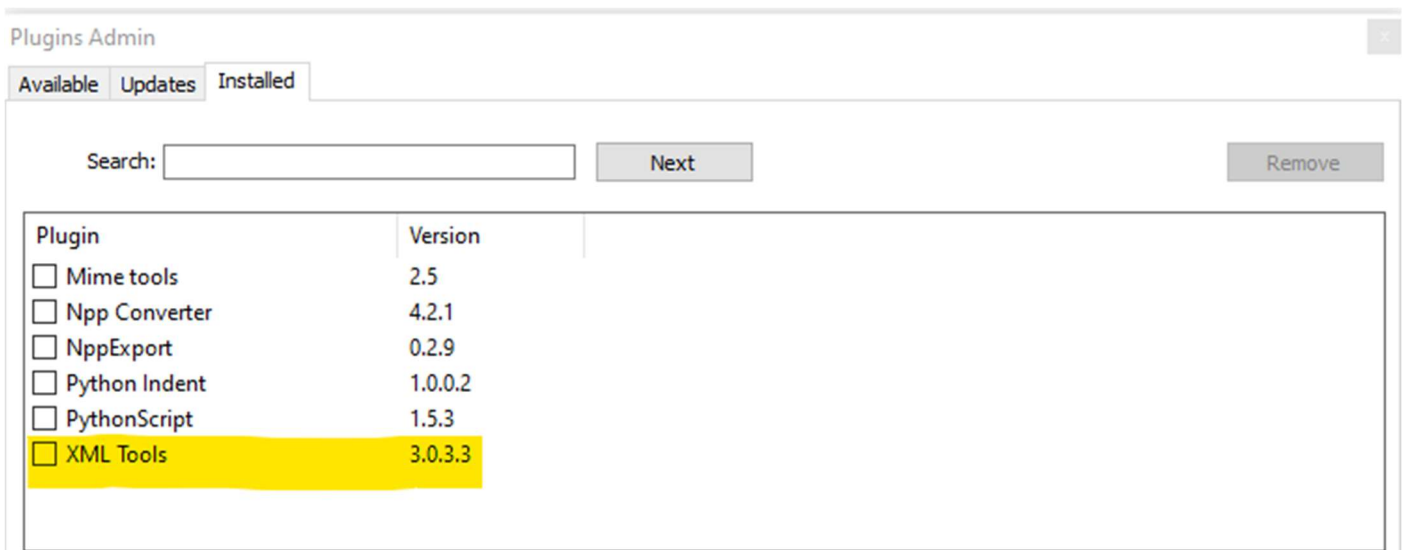 Plugins Admin
x
Available Updates Installed
Search: Next Remove
Plugin Version
Mime tools 2.5
Npp Converter 4.2.1
NppExport 0.2.9
Python Indent 1.0.0.2
PythonScript 1.5.3
XML Tools 3.0.3.3